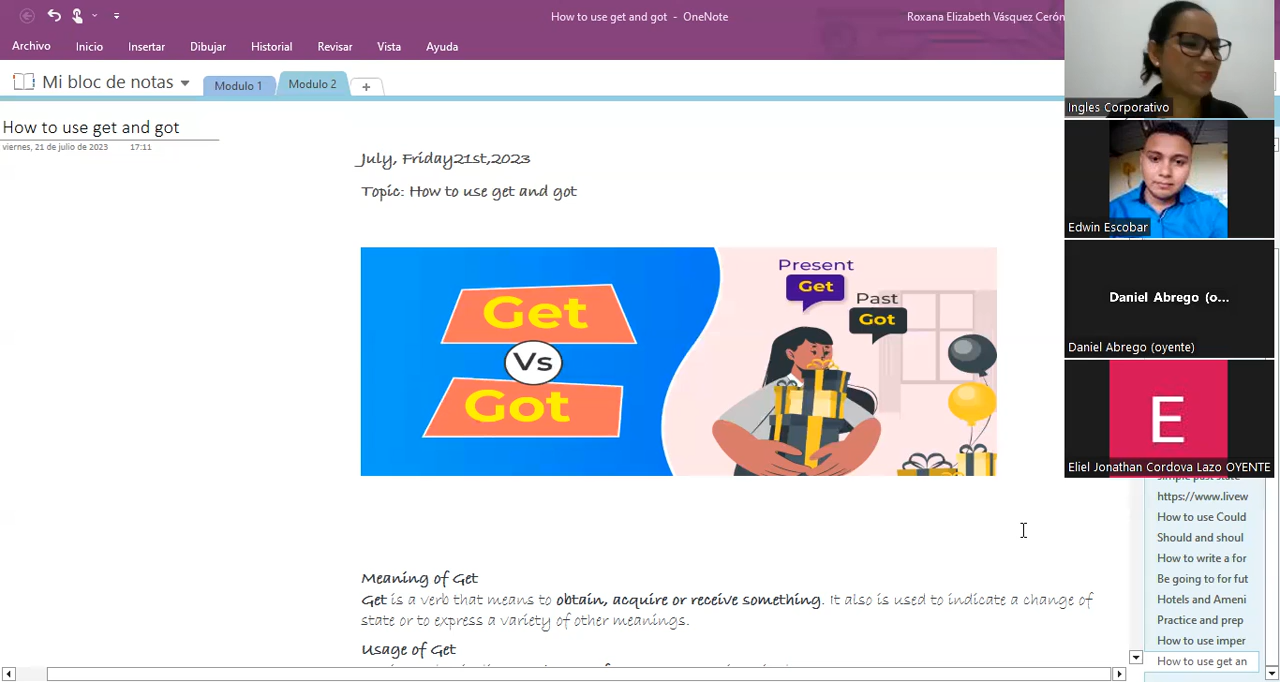 How to use get and got - OneNote
Roxana Elizabeth Vásquez Cerón
Archivo Inicio Insertar Dibujar Historial Revisar Vista Ayuda
Mi bloc de notas
Modulo 1
Modulo 2
+
How to use get and got
viernes, 21 de julio de 2023 17:11
July, Friday21st,2023
Topic: How to use get and got
Get
Vs
Got
Present
Get
Past
Got
Meaning of Get
Get is a verb that means to obtain, acquire or receive something. It also is used to indicate a change of
state or to express a variety of other meanings.
Usage of Get
Ingles Corporativo
Edwin Escobar
Daniel Abrego (o...
Daniel Abrego (oyente)
E
Eliel Jonathan Cordova Lazo OYENTE
https://www.livew
How to use Could
Should and shoul
How to write a for
Be going to for fut
Hotels and Ameni
Practice and prep
How to use imper
How to use get an